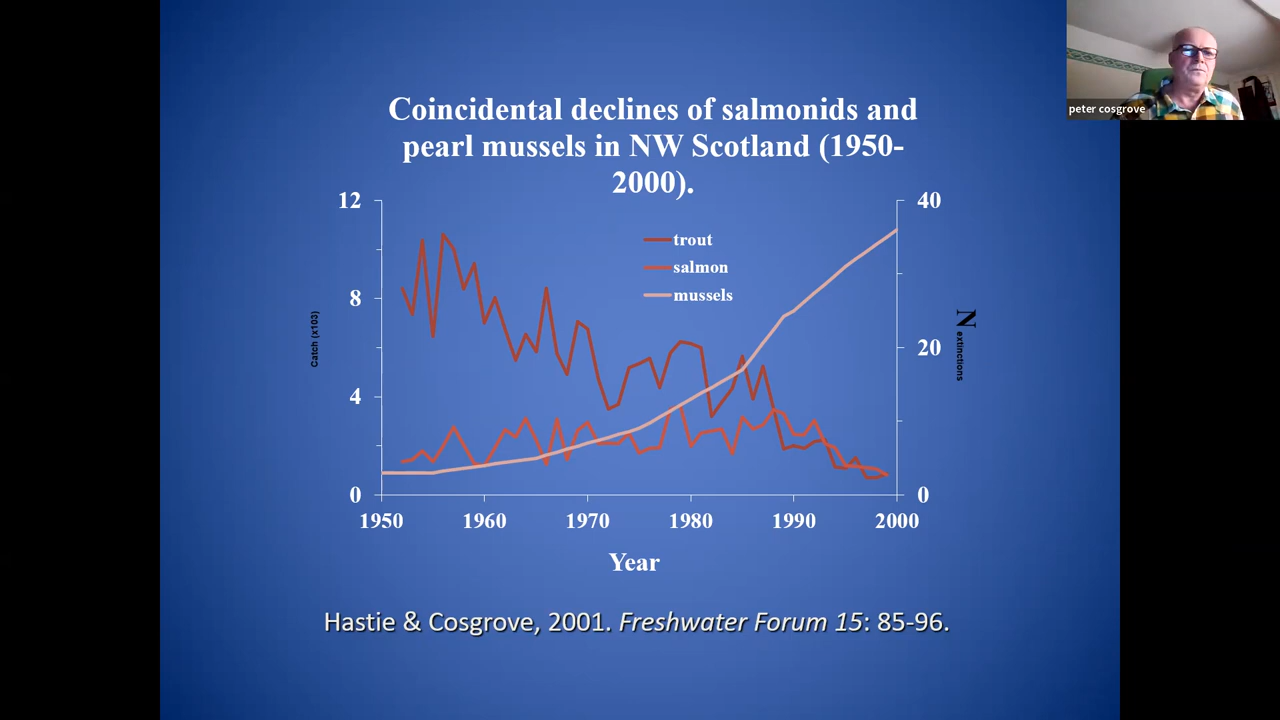 peter cosgrove
Coincidental declines of salmonids and
pearl mussels in NW Scotland (1950-
2000).
12
8
4
0
Catch (x103)
trout
salmon
mussels
40
20
0
N extinctions
1950
1960
1970
1980
1990
2000
Year
Hastie & Cosgrove, 2001. Freshwater Forum 15: 85-96.